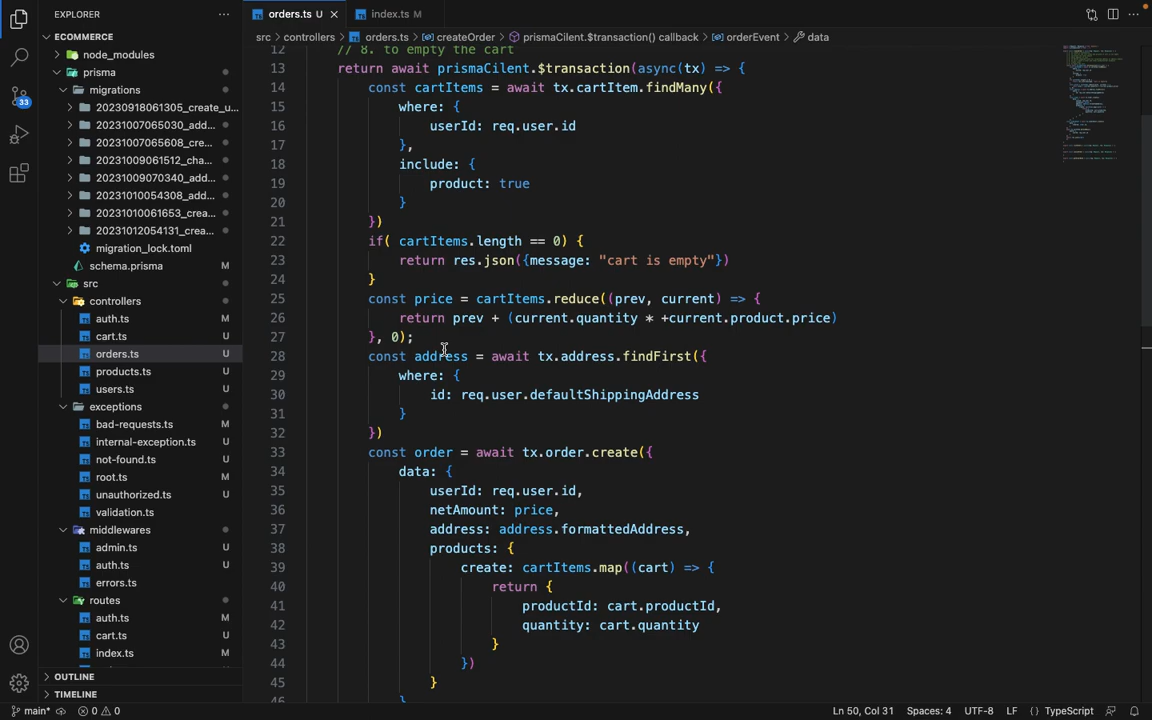 EXPLORER
ECOMMERCE
node_modules
prisma
migrations
20230918061305_create_u...
20231007065030_add...
20231007065608_cre...
20231009061512_cha...
20231009070340_add...
20231010054308_add...
20231010061653_crea...
20231012054131_crea...
migration_lock.toml
schema.prisma M
src
controllers
auth.ts U
cart.ts U
orders.ts U
products.ts U
users.ts U
exceptions
bad-requests.ts M
internal-exception.ts U
not-found.ts U
root.ts M
unauthorized.ts U
validation.ts
middlewares
admin.ts U
auth.ts U
errors.ts
routes
auth.ts M
cart.ts U
index.ts M
OUTLINE
TIMELINE
33
orders.ts U
index.ts M
src > controllers > orders.ts > createOrder > prismaCilent.$transaction() callback > orderEvent > data
12 // 8. to empty the cart
13 return await prismaCilent.$transaction(async(tx) => {
14 const cartItems = await tx.cartItem.findMany({
15 where: {
16 userId: req.user.id
17 },
18 include: {
19 product: true
20 }
21 })
22 if( cartItems.length == 0) {
23 return res.json({message: "cart is empty"})
24 }
25 const price = cartItems.reduce((prev, current) => {
26 return prev + (current.quantity * +current.product.price)
27 }, 0);
28 const address = await tx.address.findFirst({
29 where: {
30 id: req.user.defaultShippingAddress
31 }
32 })
33 const order = await tx.order.create({
34 data: {
35 userId: req.user.id,
36 netAmount: price,
37 address: address.formattedAddress,
38 products: {
39 create: cartItems.map((cart) => {
40 return {
41 productId: cart.productId,
42 quantity: cart.quantity
43 }
44 })
45 }
46 }
main* 0 0 Ln 50, Col 31 Spaces: 4 UTF-8 LF {} TypeScript